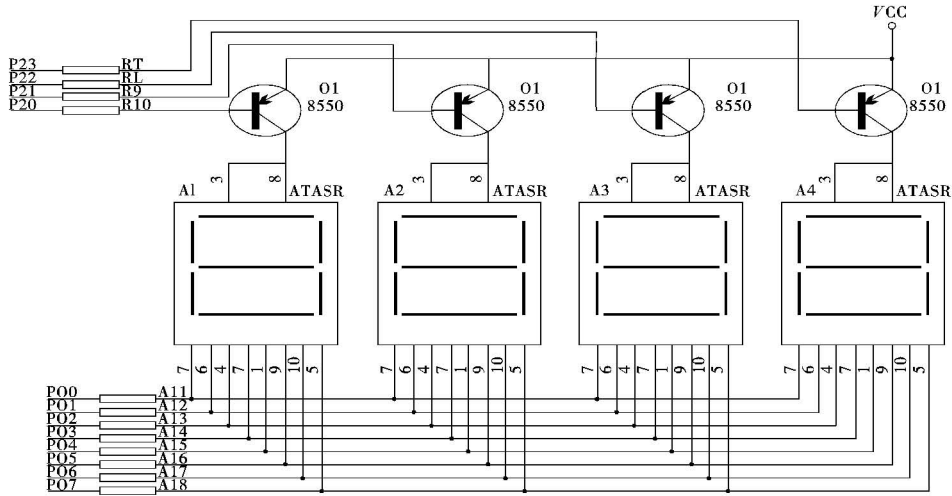 VCC
P23 RT
P22 RL
P21 R9
P20 R10
O1 8550
O1 8550
O1 8550
O1 8550
3 8 3 8 3 8 3 8
A1 ATASR A2 ATASR A3 ATASR A4 ATASR
7 6 4 7 1 9 10 5 7 6 4 7 1 9 10 5 7 6 4 7 1 9 10 5 7 6 4 7 1 9 10 5
PO0 A11
PO1 A12
PO2 A13
PO3 A14
PO4 A15
PO5 A16
PO6 A17
PO7 A18